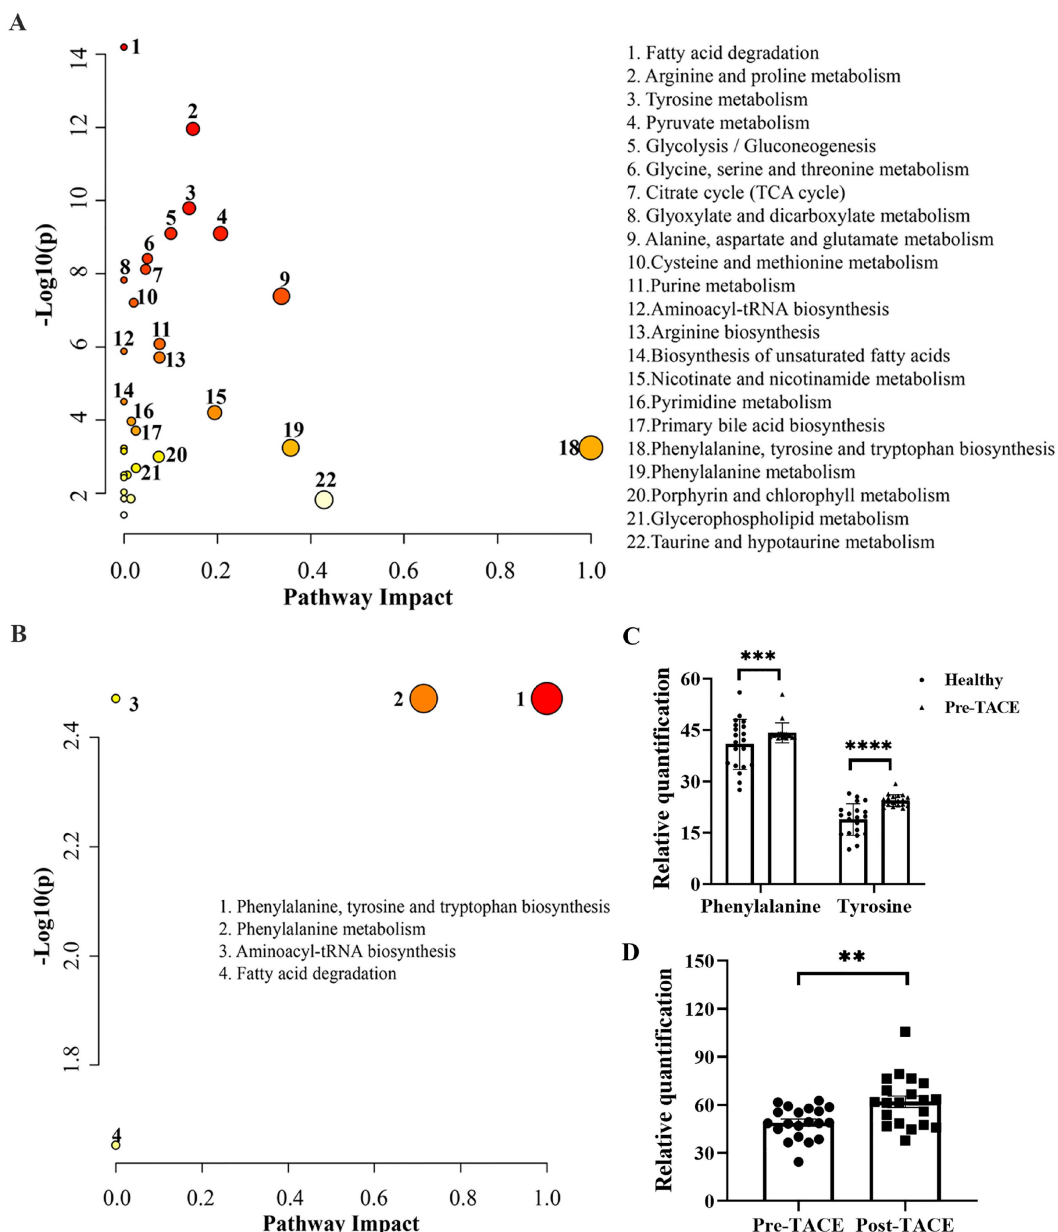 A
14
12
10
8
6
4
2
-Log10(p)
1
2
3
4
5
6
7
8
9
10
11
12
13
14
15
16
17
18
19
20
21
22
0.0 0.2 0.4 0.6 0.8 1.0
Pathway Impact
1. Fatty acid degradation
2. Arginine and proline metabolism
3. Tyrosine metabolism
4. Pyruvate metabolism
5. Glycolysis / Gluconeogenesis
6. Glycine, serine and threonine metabolism
7. Citrate cycle (TCA cycle)
8. Glyoxylate and dicarboxylate metabolism
9. Alanine, aspartate and glutamate metabolism
10.Cysteine and methionine metabolism
11.Purine metabolism
12.Aminoacyl-tRNA biosynthesis
13.Arginine biosynthesis
14.Biosynthesis of unsaturated fatty acids
15.Nicotinate and nicotinamide metabolism
16.Pyrimidine metabolism
17.Primary bile acid biosynthesis
18.Phenylalanine, tyrosine and tryptophan biosynthesis
19.Phenylalanine metabolism
20.Porphyrin and chlorophyll metabolism
21.Glycerophospholipid metabolism
22.Taurine and hypotaurine metabolism
B
2.4
2.2
2.0
1.8
-Log10(p)
3
2
1
4
1. Phenylalanine, tyrosine and tryptophan biosynthesis
2. Phenylalanine metabolism
3. Aminoacyl-tRNA biosynthesis
4. Fatty acid degradation
0.0 0.2 0.4 0.6 0.8 1.0
Pathway Impact
C
Relative quantification
60
45
30
15
0
***
****
Healthy
Pre-TACE
Phenylalanine Tyrosine
D
Relative quantification
150
120
90
60
30
0
**
Pre-TACE Post-TACE